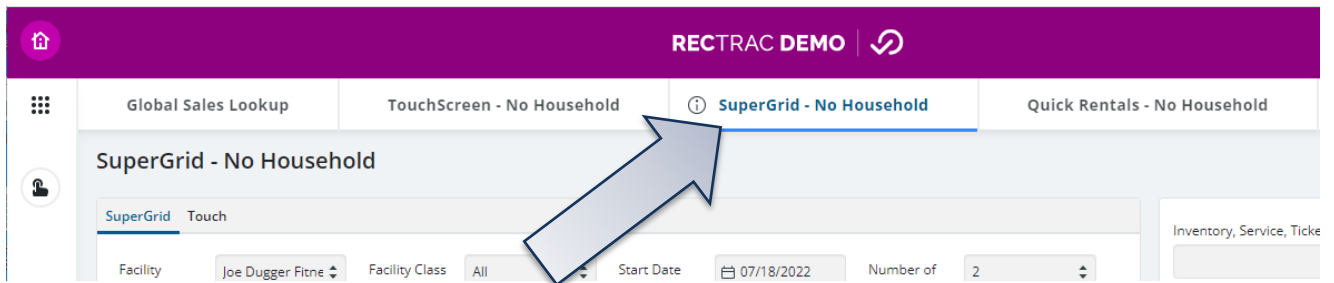 RECTRAC DEMO
Global Sales Lookup TouchScreen - No Household SuperGrid - No Household Quick Rentals - No Household
SuperGrid - No Household
SuperGrid Touch
Inventory, Service, Ticke
Facility Joe Dugger Fitne Facility Class All Start Date 07/18/2022 Number of 2